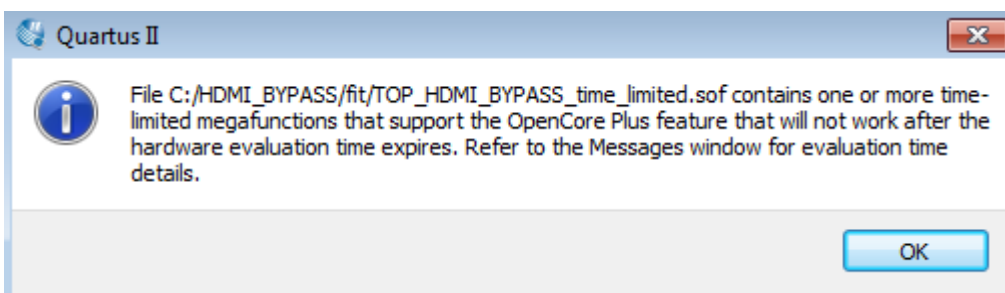 Quartus II
File C:/HDMI_BYPASS/fit/TOP_HDMI_BYPASS_time_limited.sof contains one or more time-
limited megafunctions that support the OpenCore Plus feature that will not work after the
hardware evaluation time expires. Refer to the Messages window for evaluation time
details.
OK